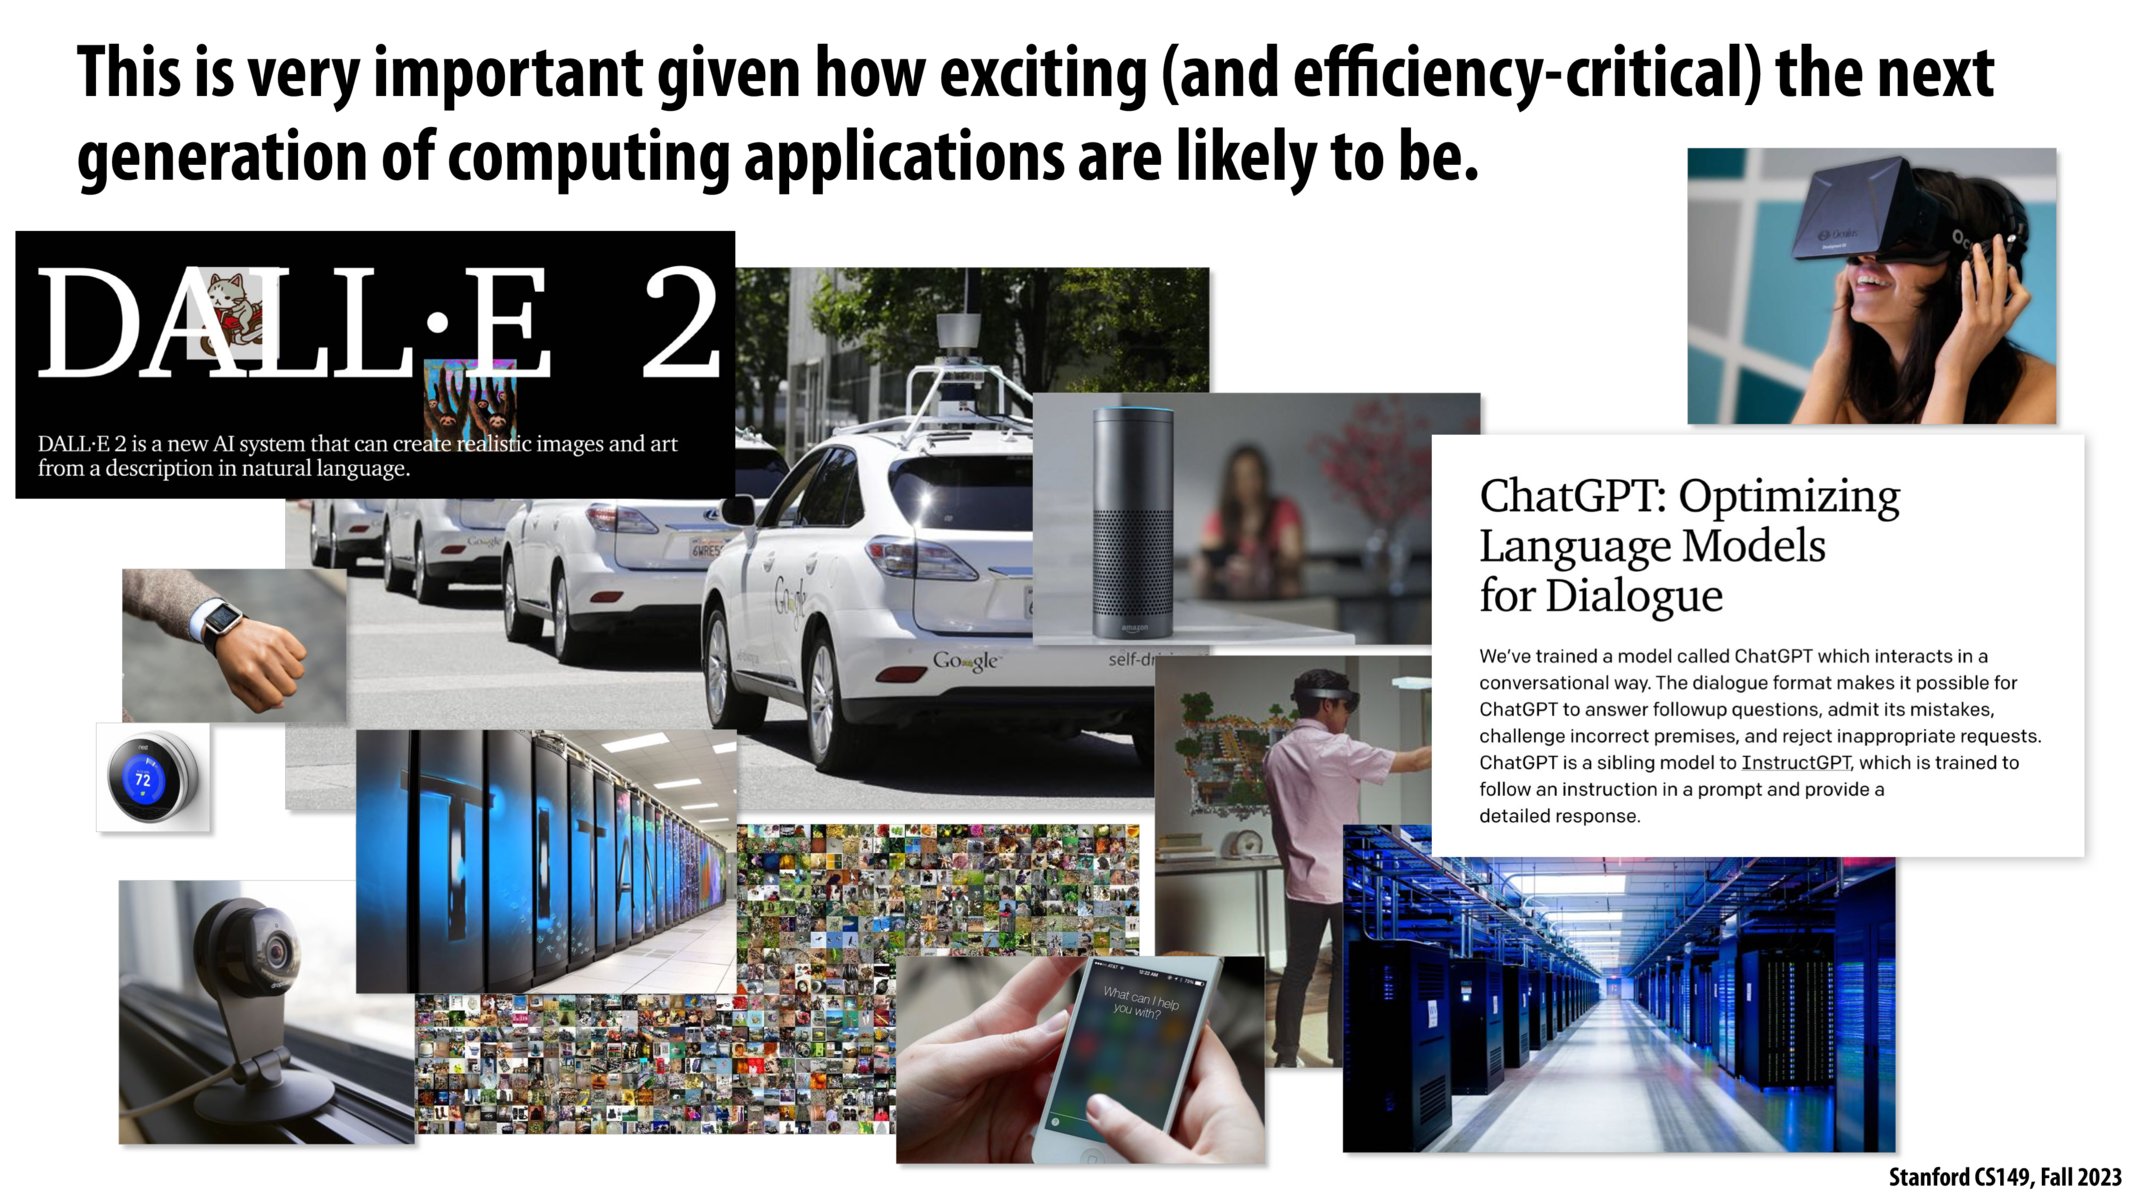 This is very important given how exciting (and efficiency-critical) the next
generation of computing applications are likely to be.
DALL·E 2
DALL·E 2 is a new AI system that can create realistic images and art
from a description in natural language.
Oculus
Google
Google
Google
self-dr
amazon
ChatGPT: Optimizing
Language Models
for Dialogue
We've trained a model called ChatGPT which interacts in a
conversational way. The dialogue format makes it possible for
ChatGPT to answer followup questions, admit its mistakes,
challenge incorrect premises, and reject inappropriate requests.
ChatGPT is a sibling model to InstructGPT, which is trained to
follow an instruction in a prompt and provide a
detailed response.
nest
72
TITAN
What can I help
you with?
Stanford CS149, Fall 2023